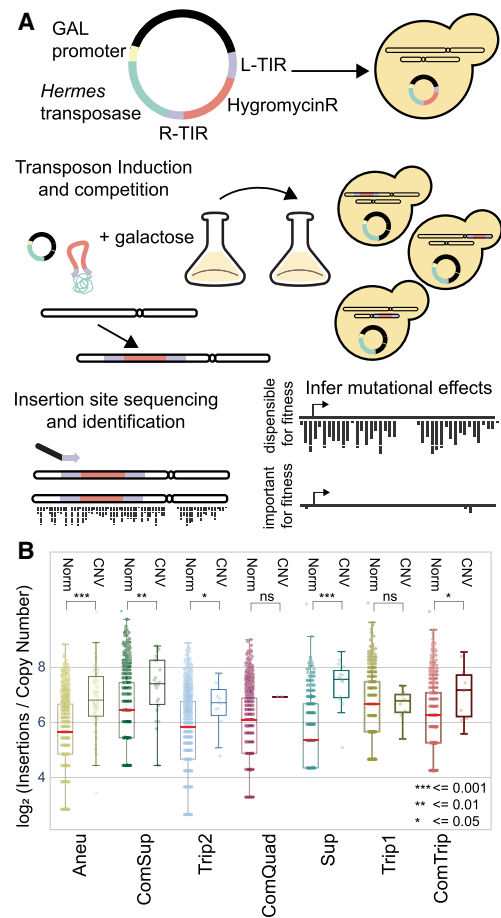 A
GAL
promoter
Hermes
transposase
L-TIR
HygromycinR
R-TIR
Transposon Induction
and competition
+ galactose
Insertion site sequencing
and identification
Infer mutational effects
dispensible
for fitness
important
for fitness
B
Norm CNV Norm CNV Norm CNV Norm CNV Norm CNV Norm CNV Norm CNV
*** ** * ns *** ns *
log₂ (Insertions / Copy Number)
8
6
4
*** <= 0.001
** <= 0.01
* <= 0.05
Aneu ComSup Trip2 ComQuad Sup Trip1 ComTrip